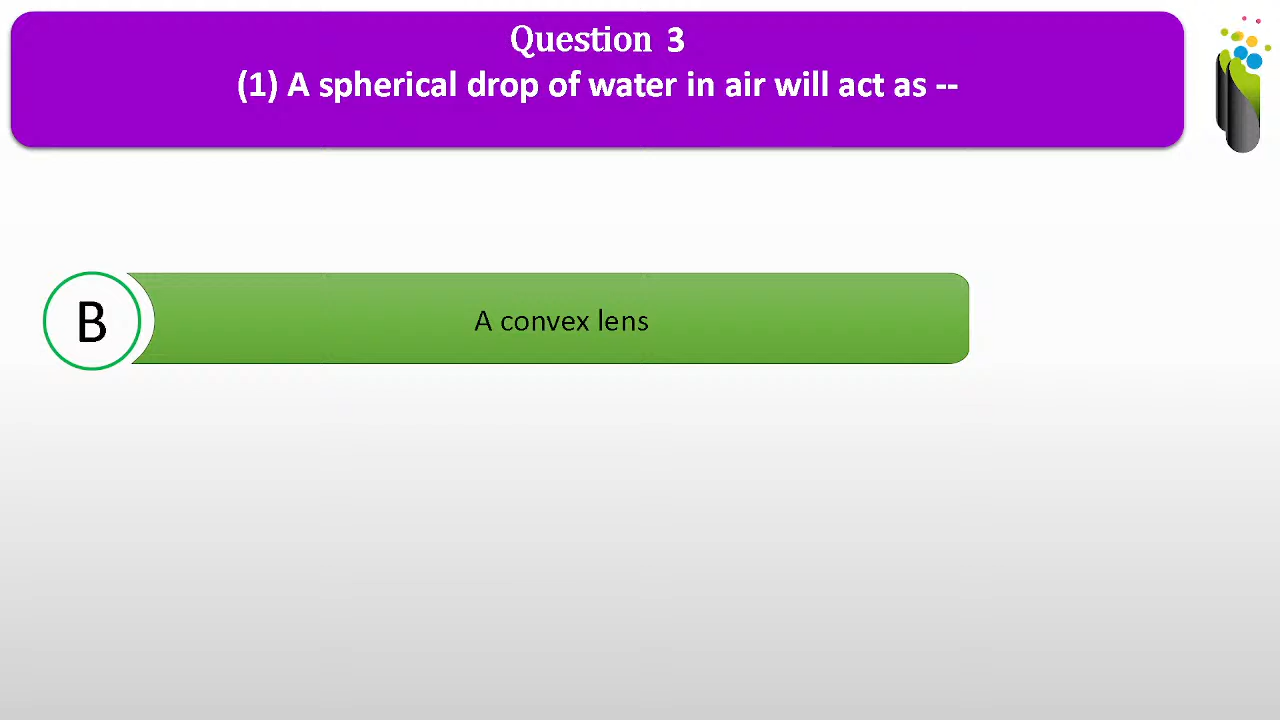 Question 3
(1) A spherical drop of water in air will act as --
B
A convex lens